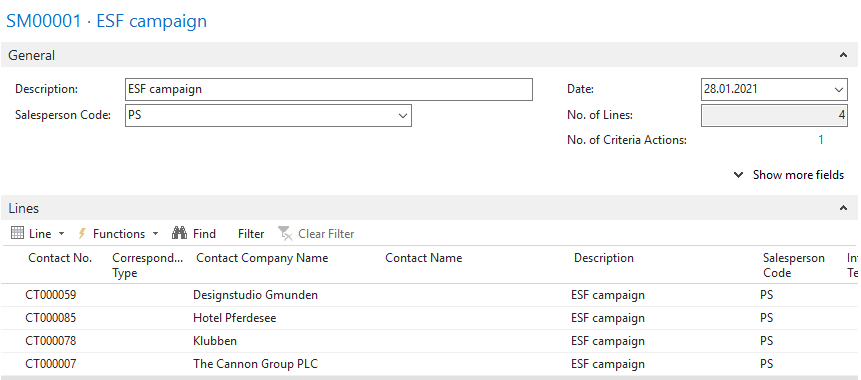 SM00001 · ESF campaign
General
Description: ESF campaign Date: 28.01.2021
Salesperson Code: PS No. of Lines: 4
No. of Criteria Actions: 1
Show more fields
Lines
Line Functions Find Filter Clear Filter
Contact No. Correspond... Contact Company Name Contact Name Description Salesperson In
Type Code Te
CT000059 Designstudio Gmunden ESF campaign PS
CT000085 Hotel Pferdesee ESF campaign PS
CT000078 Klubben ESF campaign PS
CT000007 The Cannon Group PLC ESF campaign PS